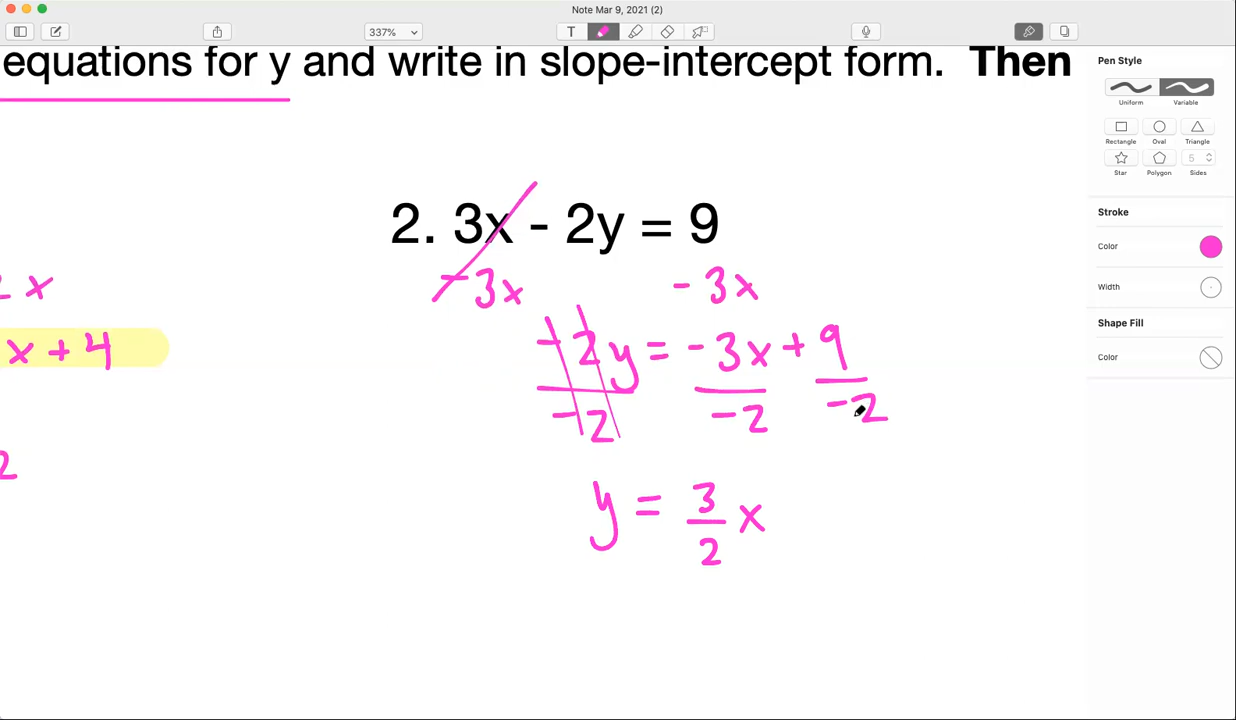 Note Mar 9, 2021 (2)
337%
T
equations for y and write in slope-intercept form. Then
Pen Style
Uniform Variable
Rectangle Oval Triangle
5
Star Polygon Sides
Stroke
Color
Width
Shape Fill
Color
2. 3x - 2y = 9
-3x -3x
x
-2y = -3x + 9
x + 4
-2 -2 -2
2
y = 3/2 x